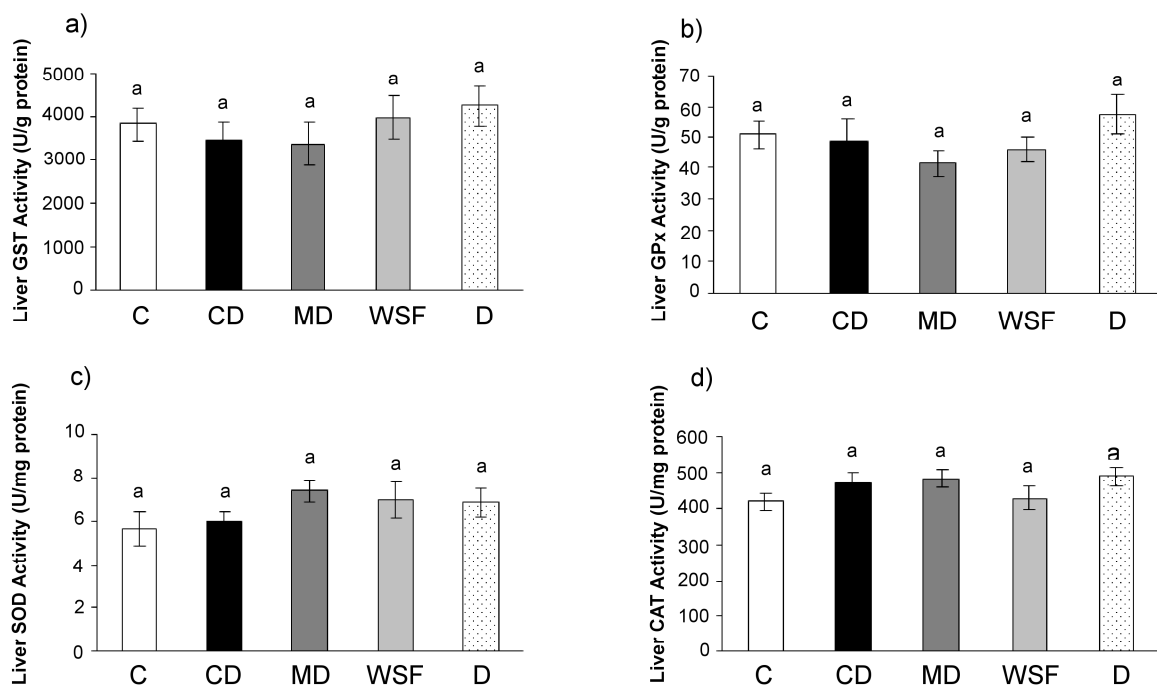 a)
Liver GST Activity (U/g protein)
5000
4000
3000
2000
1000
0
a
a
a
a
a
C CD MD WSF D
b)
Liver GPx Activity (U/g protein)
70
60
50
40
30
20
10
0
a
a
a
a
a
C CD MD WSF D
c)
Liver SOD Activity (U/mg protein)
10
8
6
4
2
0
a
a
a
a
a
C CD MD WSF D
d)
Liver CAT Activity (U/mg protein)
600
500
400
300
200
100
0
a
a
a
a
a
C CD MD WSF D